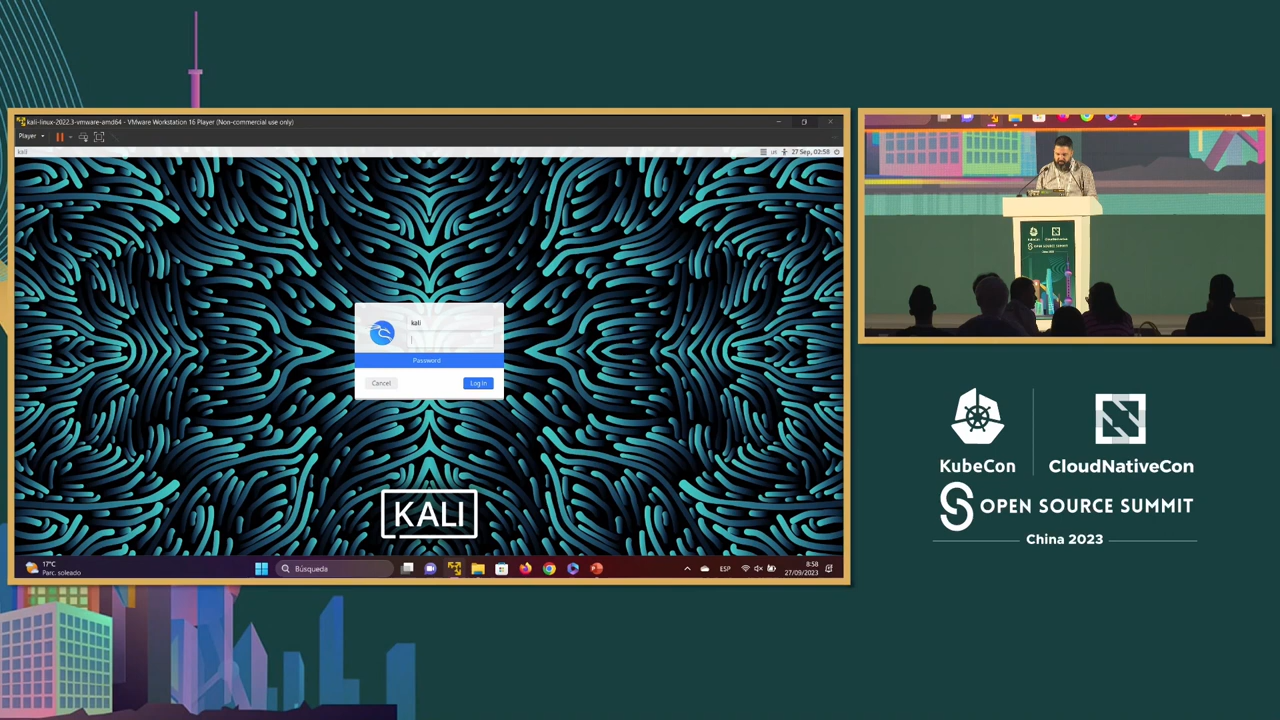 kali-linux-2022.3-vmware-amd64 - VMware Workstation 16 Player (Non-commercial use only)
Player
kali
us
27 Sep, 02:58
kali
Password
Cancel
Log In
KALI
17°C
Parc. soleado
Búsqueda
ESP
8:58
27/09/2023
KubeCon
CloudNativeCon
OPEN SOURCE SUMMIT
China 2023